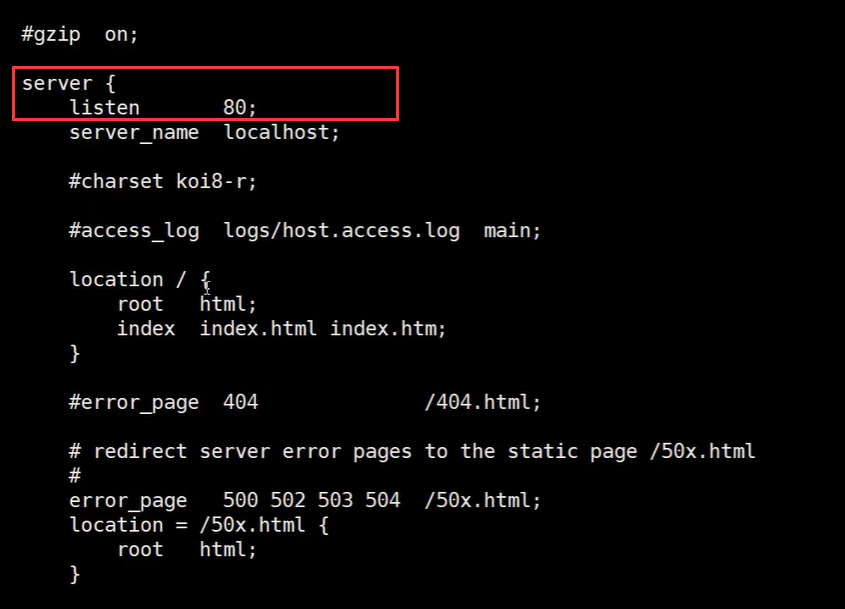 #gzip  on;
server {
    listen       80;
    server_name  localhost;
    #charset koi8-r;
    #access_log  logs/host.access.log  main;
    location / {
        root   html;
        index  index.html index.htm;
    }
    #error_page  404              /404.html;
    # redirect server error pages to the static page /50x.html
    #
    error_page   500 502 503 504  /50x.html;
    location = /50x.html {
        root   html;
    }